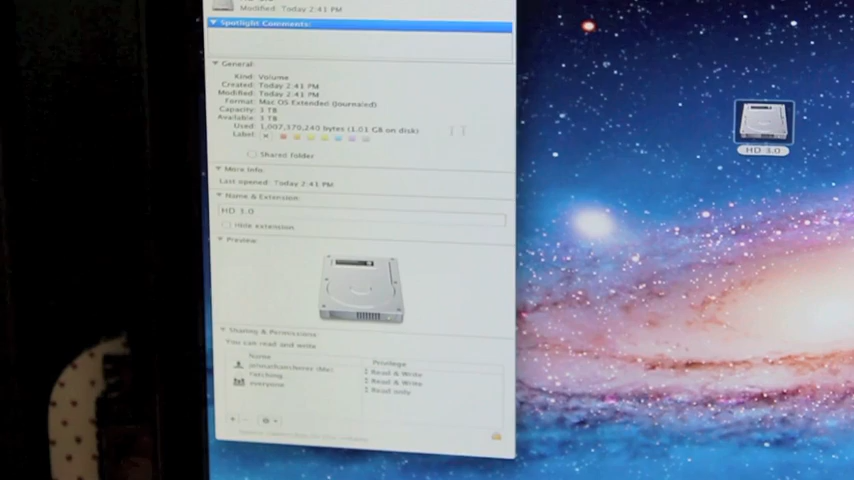 Modified: Today 2:41 PM
Spotlight Comments:
General:
Kind: Volume
Created: Today 2:41 PM
Modified: Today 2:41 PM
Format: Mac OS Extended (Journaled)
Capacity: 3 TB
Available: 3 TB
Used: 1,007,370,240 bytes (1.01 GB on disk)
Label: ×
Shared folder
More Info:
Last opened: Today 2:41 PM
Name & Extension:
HD 3.0
Hide extension
Preview:
Sharing & Permissions:
You can read and write
Name
Privilege
Read & Write
Fetching
Read & Write
everyone
Read only
HD 3.0